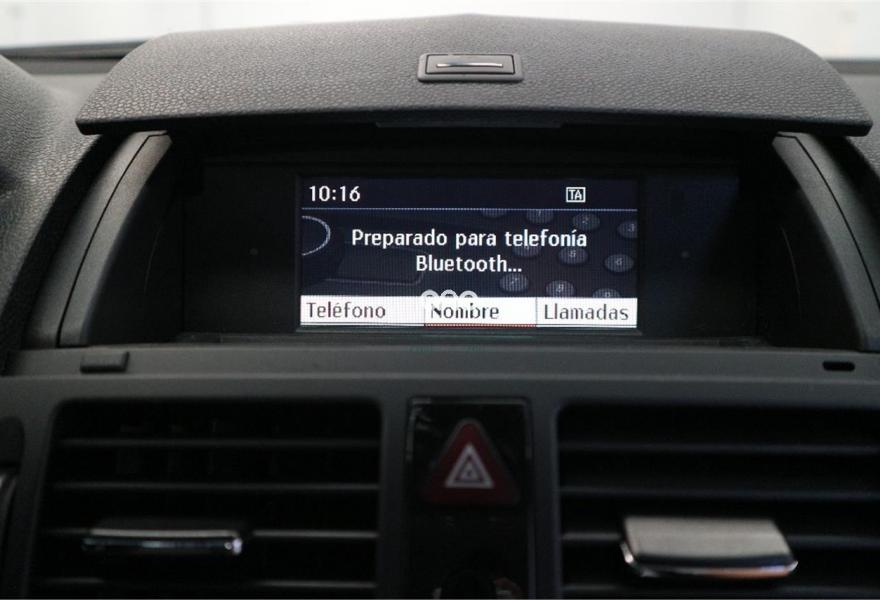 10:16 TA
Preparado para telefonía
Bluetooth...
Teléfono Nombre Llamadas